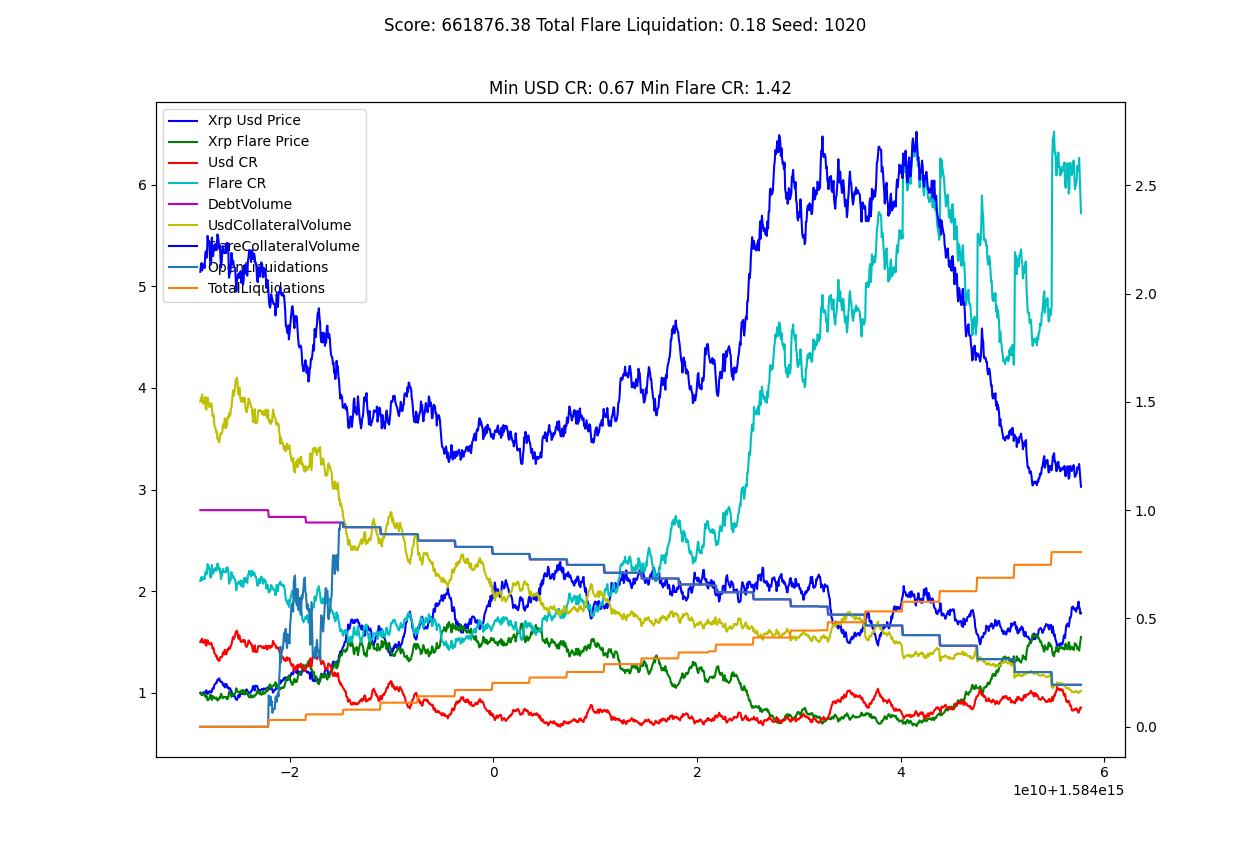 Score: 661876.38 Total Flare Liquidation: 0.18 Seed: 1020
Min USD CR: 0.67 Min Flare CR: 1.42
Xrp Usd Price
Xrp Flare Price
Usd CR
Flare CR
DebtVolume
UsdCollateralVolume
FlareCollateralVolume
OpenLiquidations
TotalLiquidations
6
5
4
3
2
1
2.5
2.0
1.5
1.0
0.5
0.0
−2
0
2
4
6
1e10+1.584e15